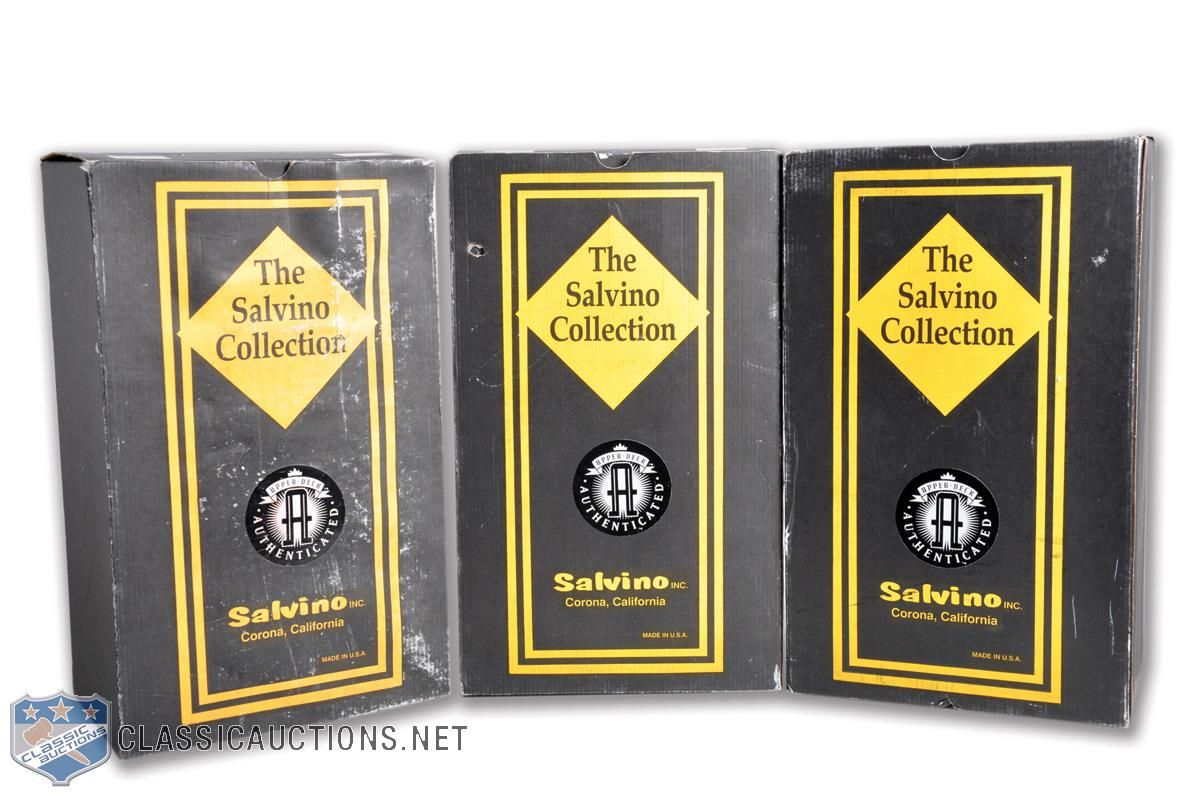 The
Salvino
Collection
UPPER·DECK
A
AUTHENTICATED
Salvino INC.
Corona, California
MADE IN U.S.A.
The
Salvino
Collection
UPPER·DECK
A
AUTHENTICATED
Salvino INC.
Corona, California
MADE IN U.S.A.
The
Salvino
Collection
UPPER·DECK
A
AUTHENTICATED
Salvino INC.
Corona, California
MADE IN U.S.A.
CLASSIC
AUCTIONS
CLASSICAUCTIONS.NET